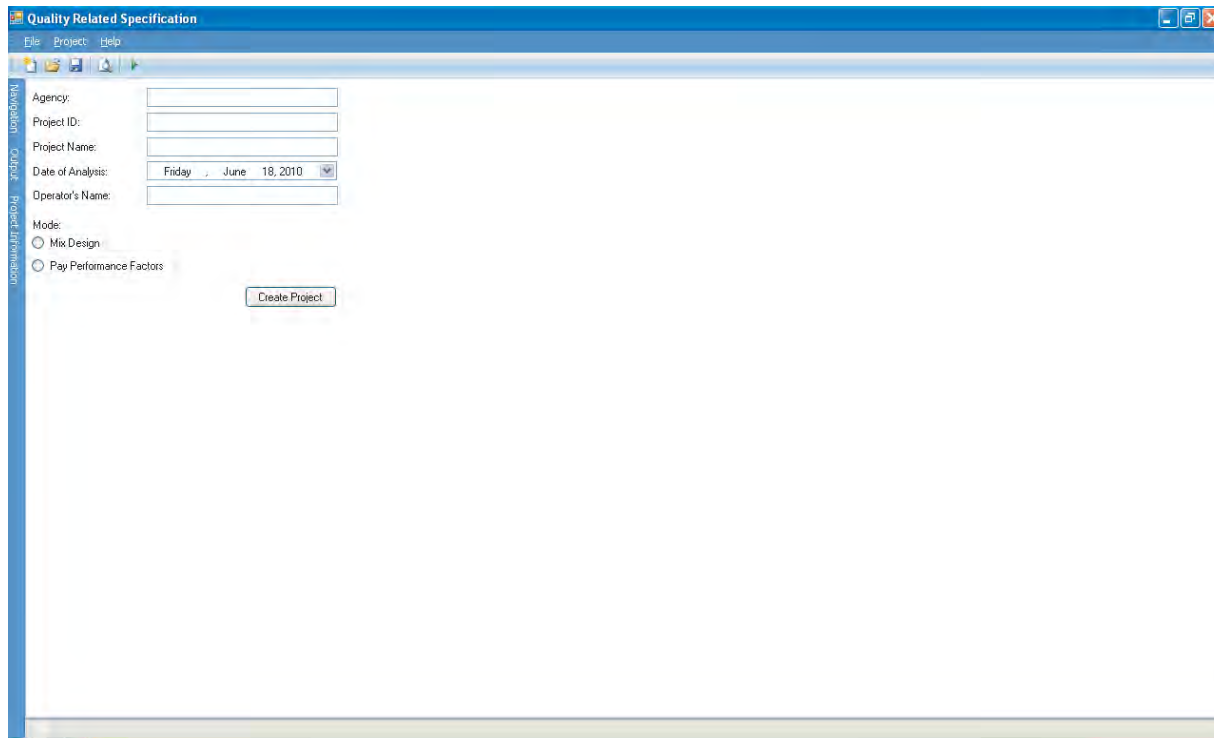 Quality Related Specification
File Project Help
Navigation Output Project Information
Agency:
Project ID:
Project Name:
Date of Analysis: Friday , June 18, 2010
Operator's Name:
Mode:
Mix Design
Pay Performance Factors
Create Project